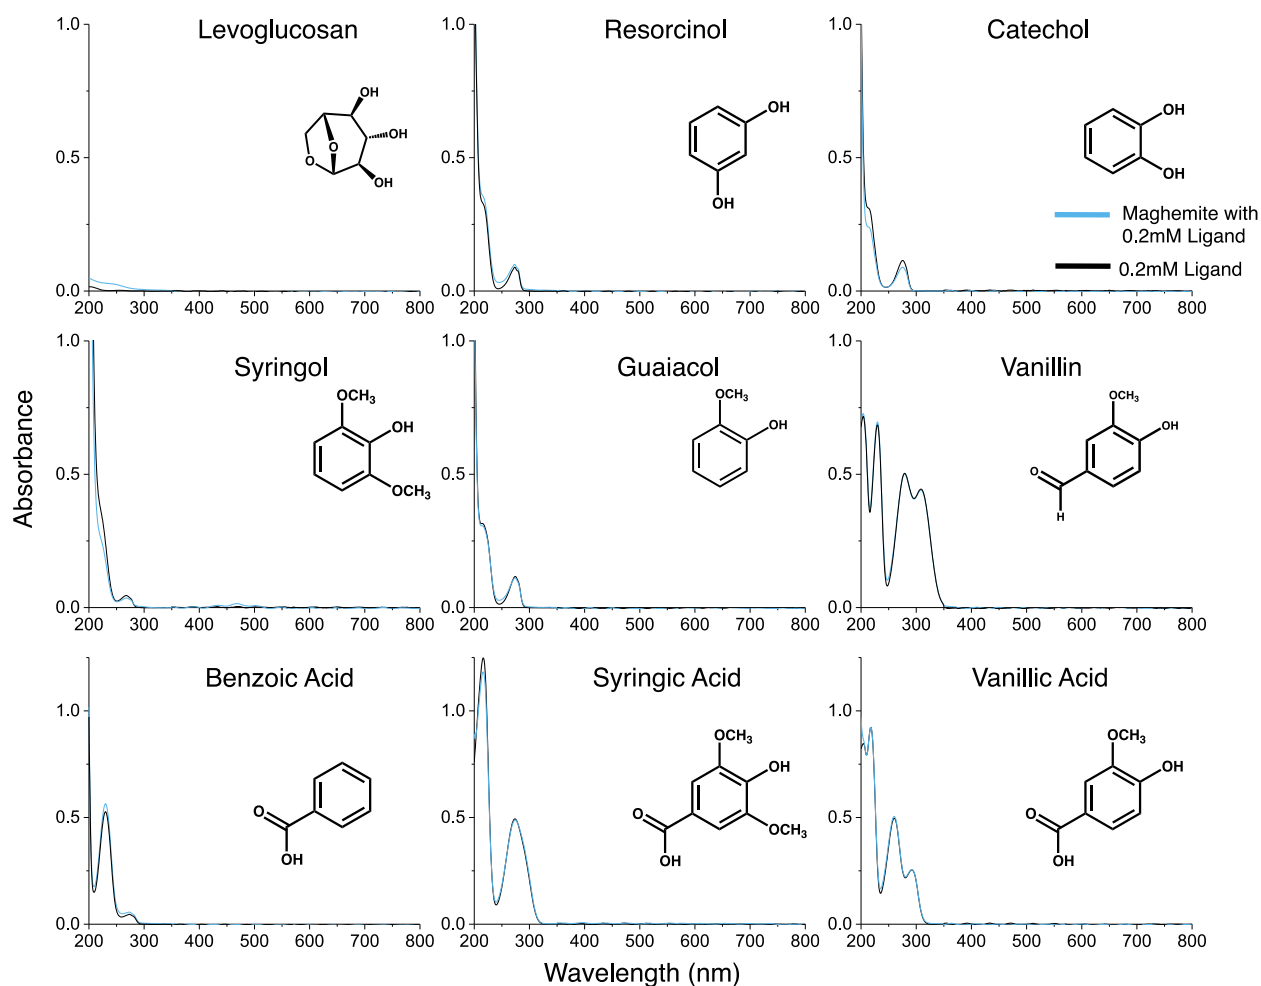 Levoglucosan
1.0
0.5
0.0
200 300 400 500 600 700 800
OH
OH
OH
O
O
Resorcinol
1.0
0.5
0.0
200 300 400 500 600 700 800
OH
OH
Catechol
1.0
0.5
0.0
200 300 400 500 600 700 800
OH
OH
Maghemite with
0.2mM Ligand
0.2mM Ligand
Absorbance
Syringol
1.0
0.5
0.0
200 300 400 500 600 700 800
OCH3
OH
OCH3
Guaiacol
1.0
0.5
0.0
200 300 400 500 600 700 800
OCH3
OH
Vanillin
1.0
0.5
0.0
200 300 400 500 600 700 800
OCH3
OH
O
H
Benzoic Acid
1.0
0.5
0.0
200 300 400 500 600 700 800
O
OH
Syringic Acid
1.0
0.5
0.0
200 300 400 500 600 700 800
OCH3
OH
OCH3
O
OH
Vanillic Acid
1.0
0.5
0.0
200 300 400 500 600 700 800
OCH3
OH
O
OH
Wavelength (nm)